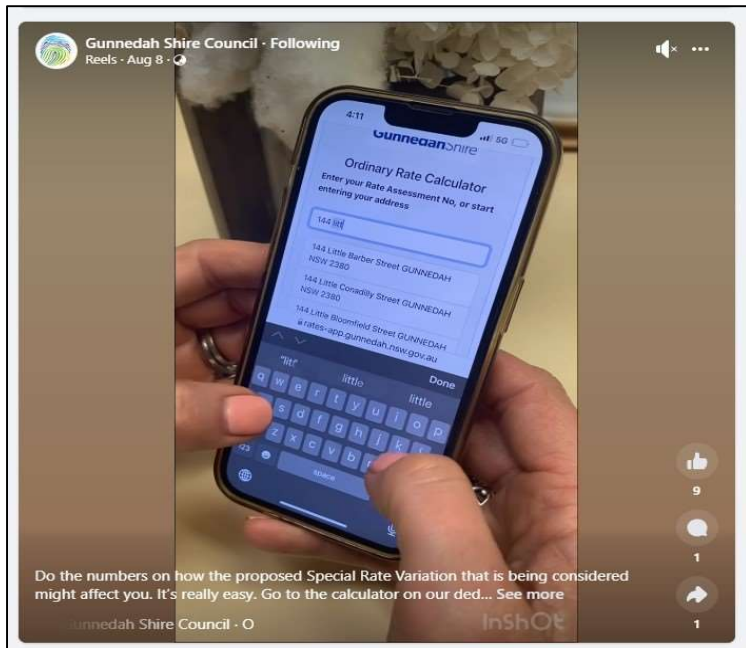 Gunnedah Shire Council · Following
Reels · Aug 8 ·
4:11
5G
GunnedahShire
Ordinary Rate Calculator
Enter your Rate Assessment No, or start
entering your address
144 litt
144 Little Barber Street GUNNEDAH
NSW 2380
144 Little Conadilly Street GUNNEDAH
NSW 2380
144 Little Bloomfield Street GUNNEDAH
rates-app.gunnedah.nsw.gov.au
Done
"lit!"
little
little
q w e r t y u i o p
s d f g h j k
z x c v b
123
space
9
1
1
Do the numbers on how the proposed Special Rate Variation that is being considered
might affect you. It's really easy. Go to the calculator on our ded... See more
unnedah Shire Council · O
InShOt